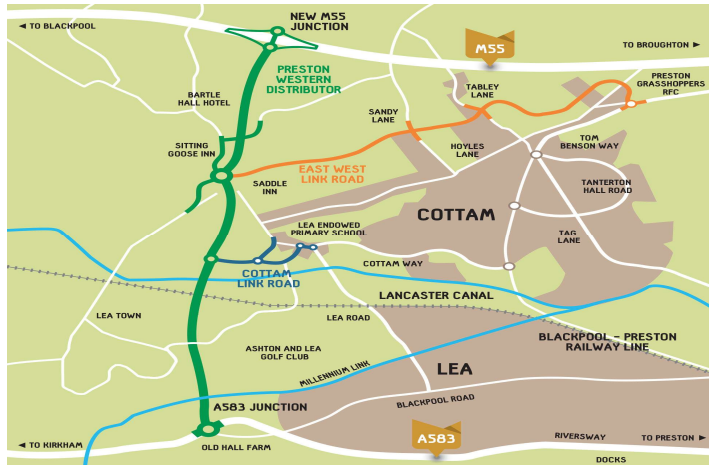 NEW M55
JUNCTION
◄ TO BLACKPOOL
M55
TO BROUGHTON ►
PRESTON
WESTERN
DISTRIBUTOR
PRESTON
GRASSHOPPERS
RFC
TABLEY
LANE
BARTLE
HALL HOTEL
SANDY
LANE
SITTING
GOOSE INN
HOYLES
LANE
TOM
BENSON WAY
EAST WEST
LINK ROAD
SADDLE
INN
TANTERTON
HALL ROAD
COTTAM
LEA ENDOWED
PRIMARY SCHOOL
TAG
LANE
COTTAM WAY
COTTAM
LINK ROAD
LANCASTER CANAL
LEA TOWN
LEA ROAD
BLACKPOOL - PRESTON
RAILWAY LINE
ASHTON AND LEA
GOLF CLUB
MILLENNIUM LINK
LEA
BLACKPOOL ROAD
A583 JUNCTION
◄ TO KIRKHAM
OLD HALL FARM
A583
RIVERSWAY
TO PRESTON ►
DOCKS